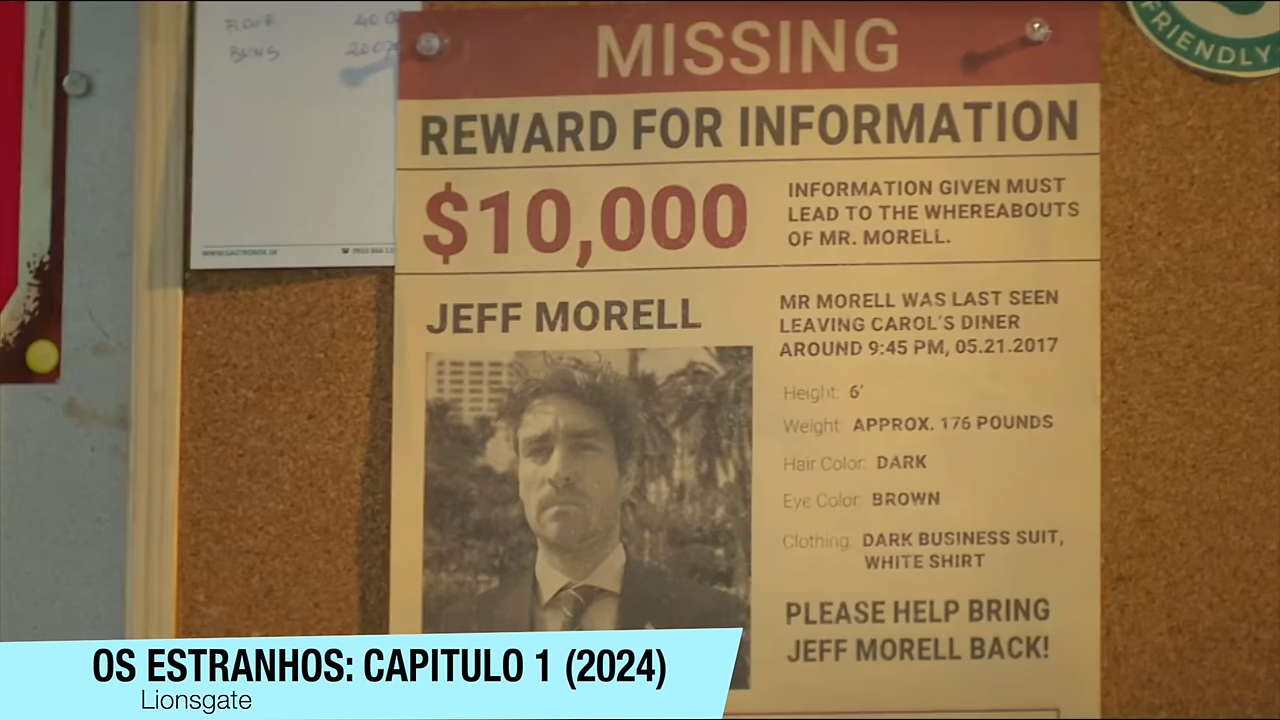 FLOUR
BUNS
MISSING
REWARD FOR INFORMATION
$10,000
INFORMATION GIVEN MUST
LEAD TO THE WHEREABOUTS
OF MR. MORELL.
JEFF MORELL
MR MORELL WAS LAST SEEN
LEAVING CAROL'S DINER
AROUND 9:45 PM, 05.21.2017
Height: 6'
Weight: APPROX. 176 POUNDS
Hair Color: DARK
Eye Color: BROWN
Clothing: DARK BUSINESS SUIT,
WHITE SHIRT
PLEASE HELP BRING
JEFF MORELL BACK!
FRIENDLY
OS ESTRANHOS: CAPITULO 1 (2024)
Lionsgate